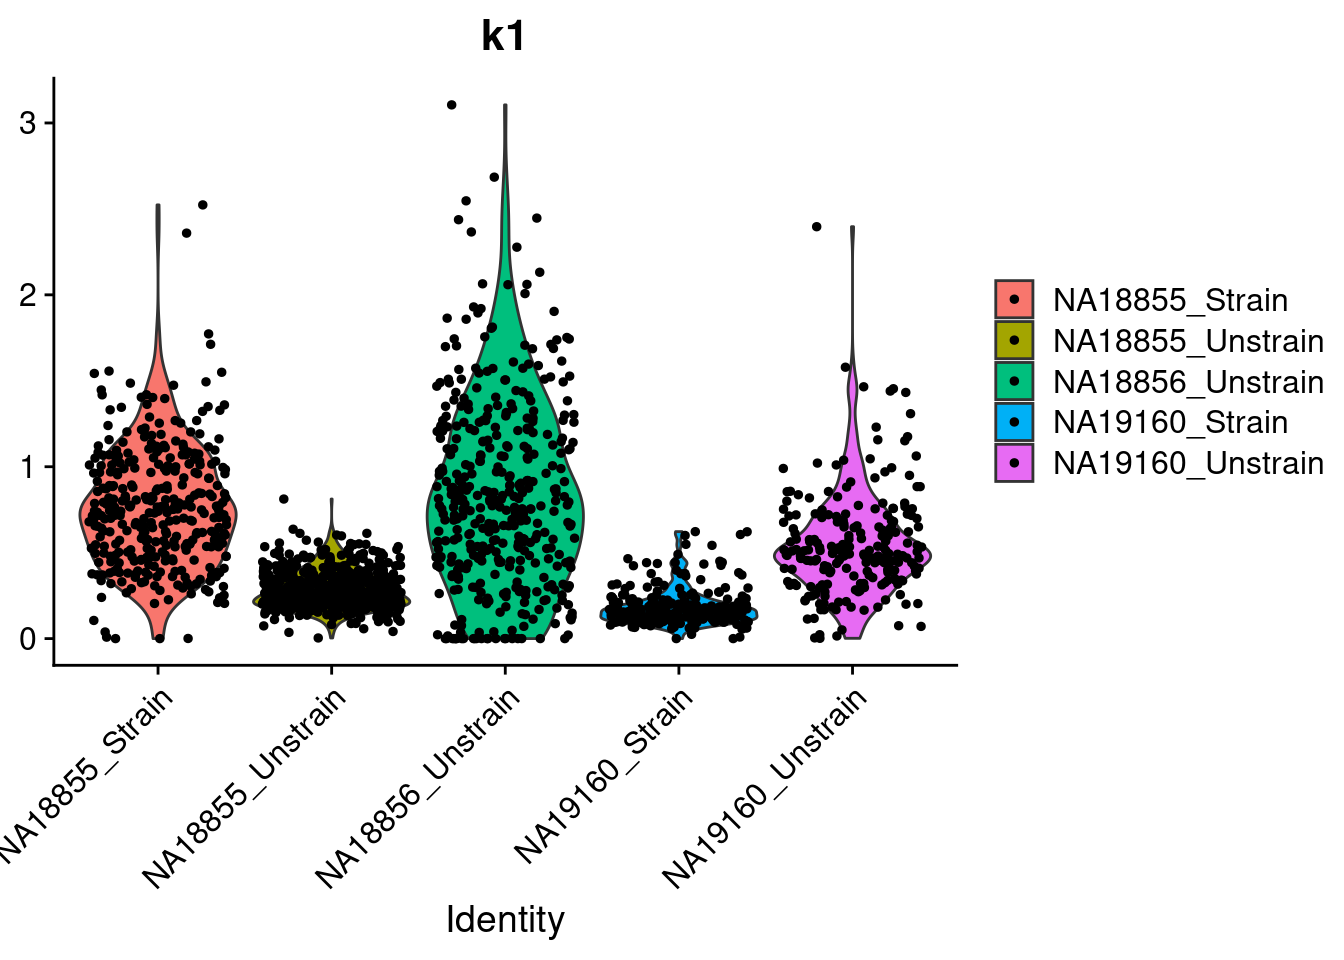 k1
3
2
1
0
NA18855_Strain
NA18855_Unstrain
NA18856_Unstrain
NA19160_Strain
NA19160_Unstrain
Identity
NA18855_Strain
NA18855_Unstrain
NA18856_Unstrain
NA19160_Strain
NA19160_Unstrain